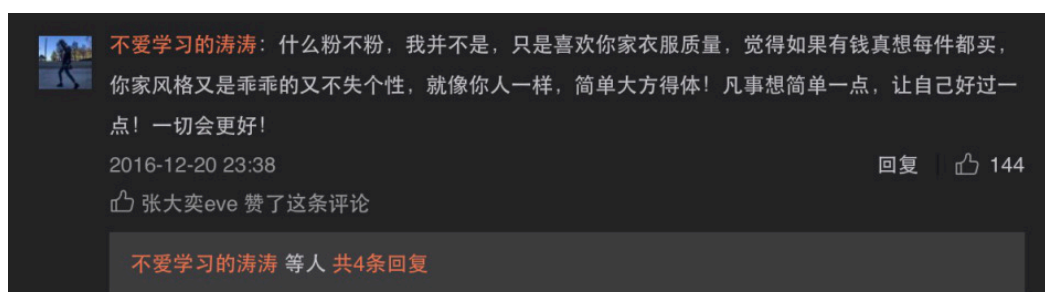 不爱学习的涛涛：什么粉不粉，我并不是，只是喜欢你家衣服质量，觉得如果有钱真想每件都买，
你家风格又是乖乖的又不失个性，就像你人一样，简单大方得体！凡事想简单一点，让自己好过一
点！一切会更好！
2016-12-20 23:38 回复 144
张大奕eve 赞了这条评论
不爱学习的涛涛 等人 共4条回复